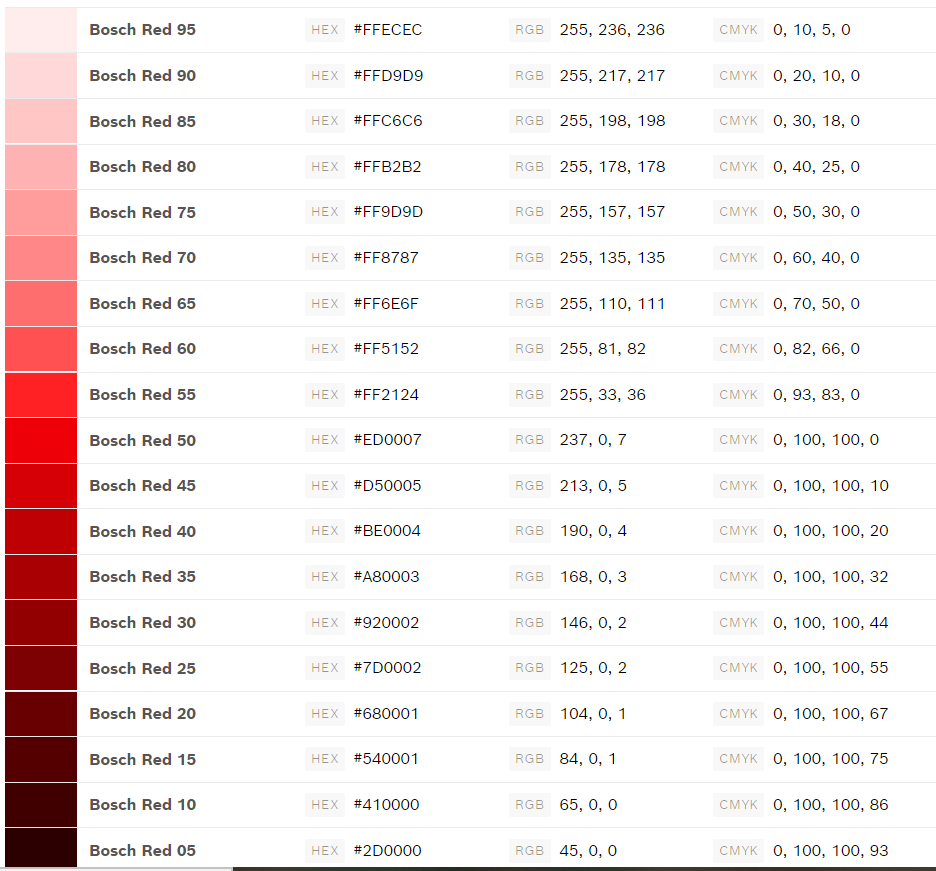 Bosch Red 95 HEX #FFECEC RGB 255, 236, 236 CMYK 0, 10, 5, 0
Bosch Red 90 HEX #FFD9D9 RGB 255, 217, 217 CMYK 0, 20, 10, 0
Bosch Red 85 HEX #FFC6C6 RGB 255, 198, 198 CMYK 0, 30, 18, 0
Bosch Red 80 HEX #FFB2B2 RGB 255, 178, 178 CMYK 0, 40, 25, 0
Bosch Red 75 HEX #FF9D9D RGB 255, 157, 157 CMYK 0, 50, 30, 0
Bosch Red 70 HEX #FF8787 RGB 255, 135, 135 CMYK 0, 60, 40, 0
Bosch Red 65 HEX #FF6E6F RGB 255, 110, 111 CMYK 0, 70, 50, 0
Bosch Red 60 HEX #FF5152 RGB 255, 81, 82 CMYK 0, 82, 66, 0
Bosch Red 55 HEX #FF2124 RGB 255, 33, 36 CMYK 0, 93, 83, 0
Bosch Red 50 HEX #ED0007 RGB 237, 0, 7 CMYK 0, 100, 100, 0
Bosch Red 45 HEX #D50005 RGB 213, 0, 5 CMYK 0, 100, 100, 10
Bosch Red 40 HEX #BE0004 RGB 190, 0, 4 CMYK 0, 100, 100, 20
Bosch Red 35 HEX #A80003 RGB 168, 0, 3 CMYK 0, 100, 100, 32
Bosch Red 30 HEX #920002 RGB 146, 0, 2 CMYK 0, 100, 100, 44
Bosch Red 25 HEX #7D0002 RGB 125, 0, 2 CMYK 0, 100, 100, 55
Bosch Red 20 HEX #680001 RGB 104, 0, 1 CMYK 0, 100, 100, 67
Bosch Red 15 HEX #540001 RGB 84, 0, 1 CMYK 0, 100, 100, 75
Bosch Red 10 HEX #410000 RGB 65, 0, 0 CMYK 0, 100, 100, 86
Bosch Red 05 HEX #2D0000 RGB 45, 0, 0 CMYK 0, 100, 100, 93